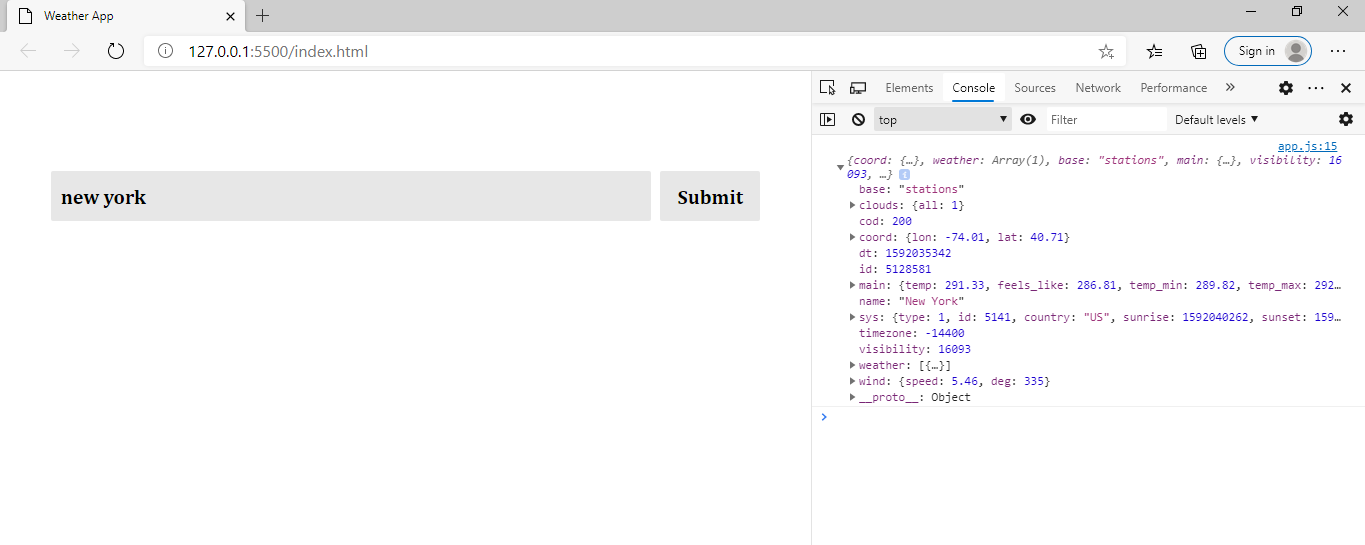 Weather App
127.0.0.1:5500/index.html
Sign in
Elements Console Sources Network Performance
top Filter Default levels
app.js:15
{coord: {…}, weather: Array(1), base: "stations", main: {…}, visibility: 16
093, …}
base: "stations"
clouds: {all: 1}
cod: 200
coord: {lon: -74.01, lat: 40.71}
dt: 1592035342
id: 5128581
main: {temp: 291.33, feels_like: 286.81, temp_min: 289.82, temp_max: 292…
name: "New York"
sys: {type: 1, id: 5141, country: "US", sunrise: 1592040262, sunset: 159…
timezone: -14400
visibility: 16093
weather: [{…}]
wind: {speed: 5.46, deg: 335}
__proto__: Object
new york
Submit